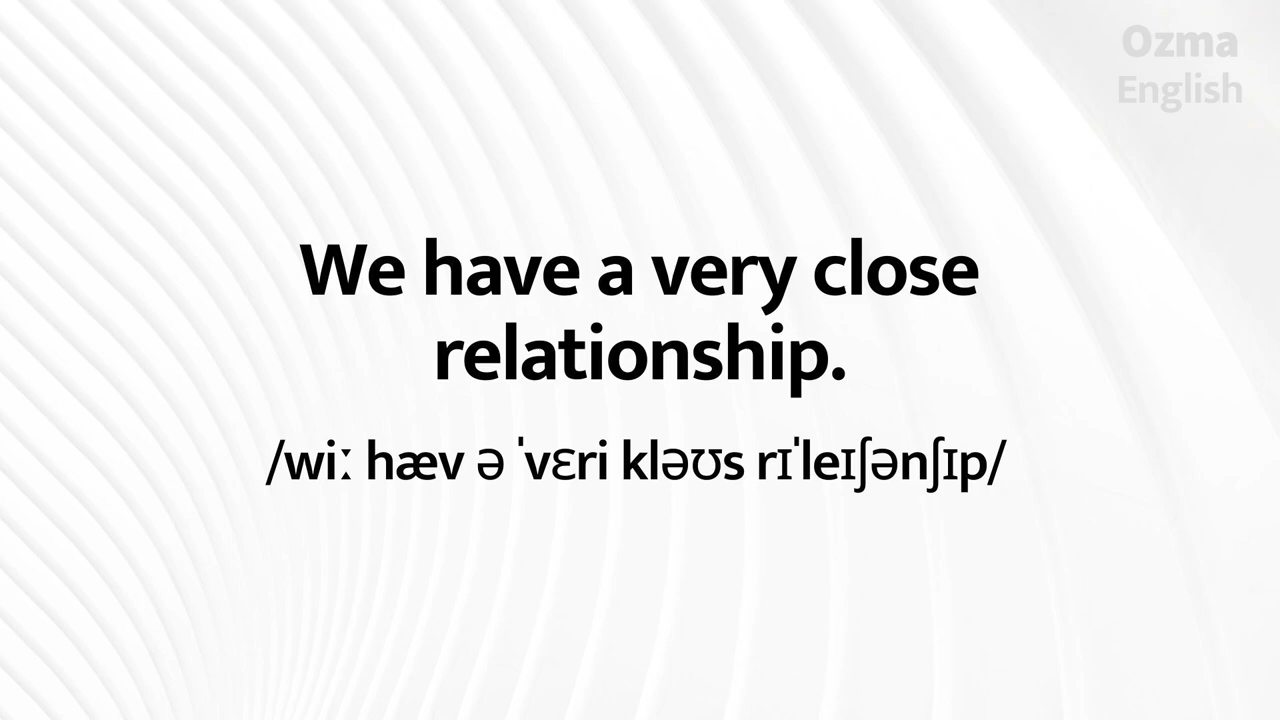 Ozma
English
We have a very close
relationship.
/wiː hæv ə ˈvɛri kləʊs rɪˈleɪʃənʃɪp/